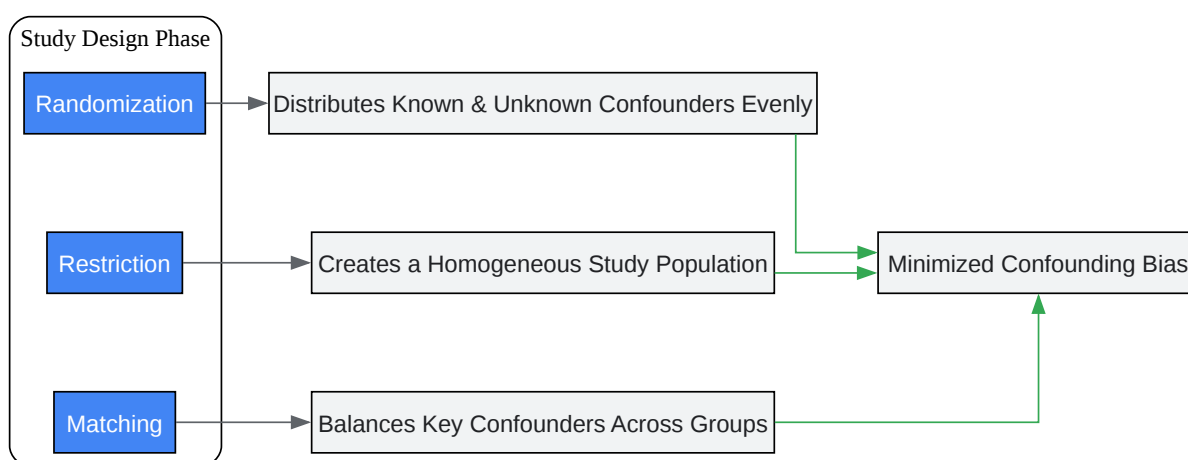 Study Design Phase
Randomization
Distributes Known & Unknown Confounders Evenly
Restriction
Creates a Homogeneous Study Population
Minimized Confounding Bias
Matching
Balances Key Confounders Across Groups